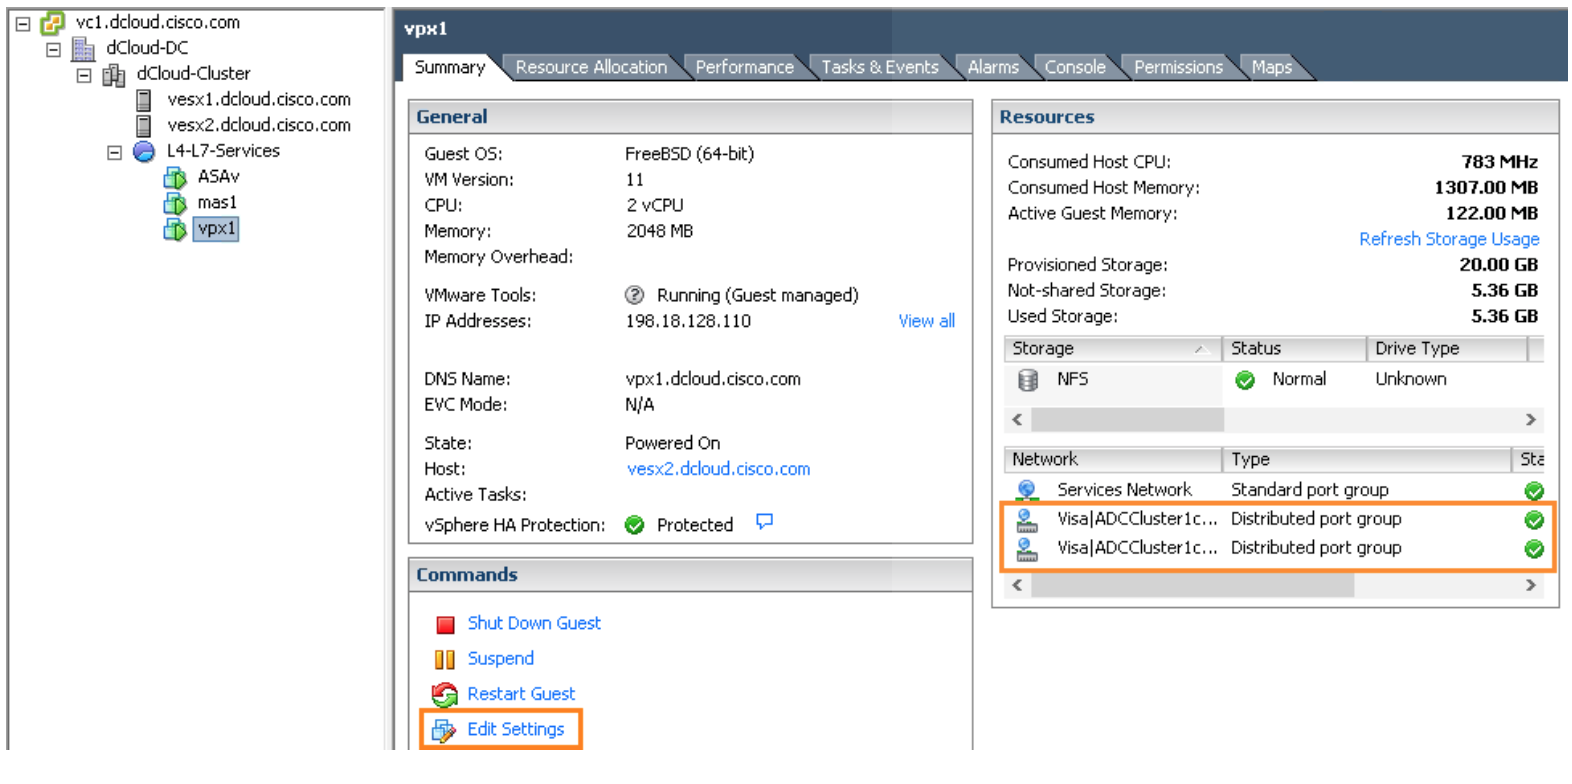 vc1.dcloud.cisco.com
dCloud-DC
dCloud-Cluster
vesx1.dcloud.cisco.com
vesx2.dcloud.cisco.com
L4-L7-Services
ASAv
mas1
vpx1
vpx1
Summary Resource Allocation Performance Tasks & Events Alarms Console Permissions Maps
General
Guest OS: FreeBSD (64-bit)
VM Version: 11
CPU: 2 vCPU
Memory: 2048 MB
Memory Overhead:
VMware Tools: Running (Guest managed)
IP Addresses: 198.18.128.110 View all
DNS Name: vpx1.dcloud.cisco.com
EVC Mode: N/A
State: Powered On
Host: vesx2.dcloud.cisco.com
Active Tasks:
vSphere HA Protection: Protected
Commands
Shut Down Guest
Suspend
Restart Guest
Edit Settings
Resources
Consumed Host CPU: 783 MHz
Consumed Host Memory: 1307.00 MB
Active Guest Memory: 122.00 MB
Refresh Storage Usage
Provisioned Storage: 20.00 GB
Not-shared Storage: 5.36 GB
Used Storage: 5.36 GB
Storage Status Drive Type
NFS Normal Unknown
Network Type Sta
Services Network Standard port group
Visa|ADCCluster1c... Distributed port group
Visa|ADCCluster1c... Distributed port group